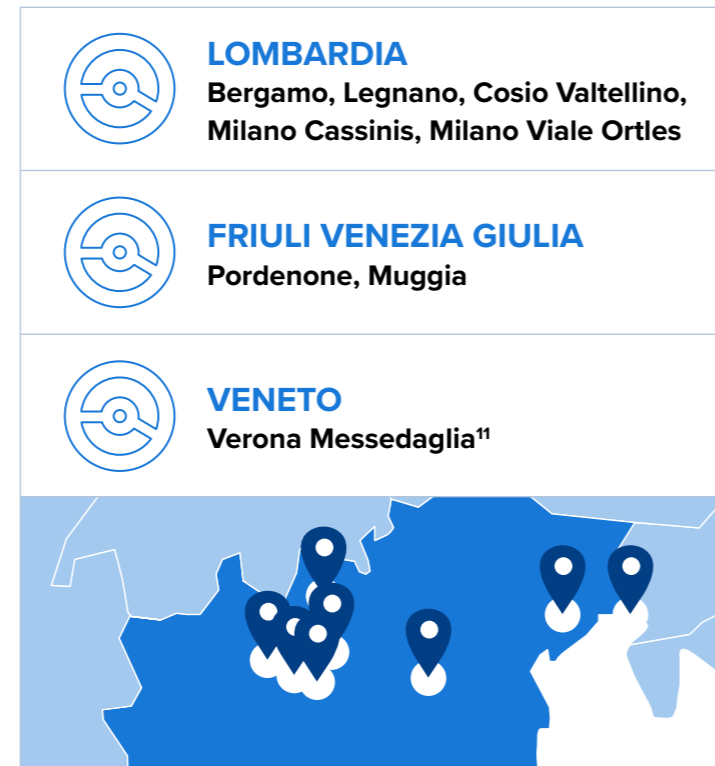 LOMBARDIA
Bergamo, Legnano, Cosio Valtellino,
Milano Cassinis, Milano Viale Ortles
FRIULI VENEZIA GIULIA
Pordenone, Muggia
VENETO
Verona Messedaglia¹¹